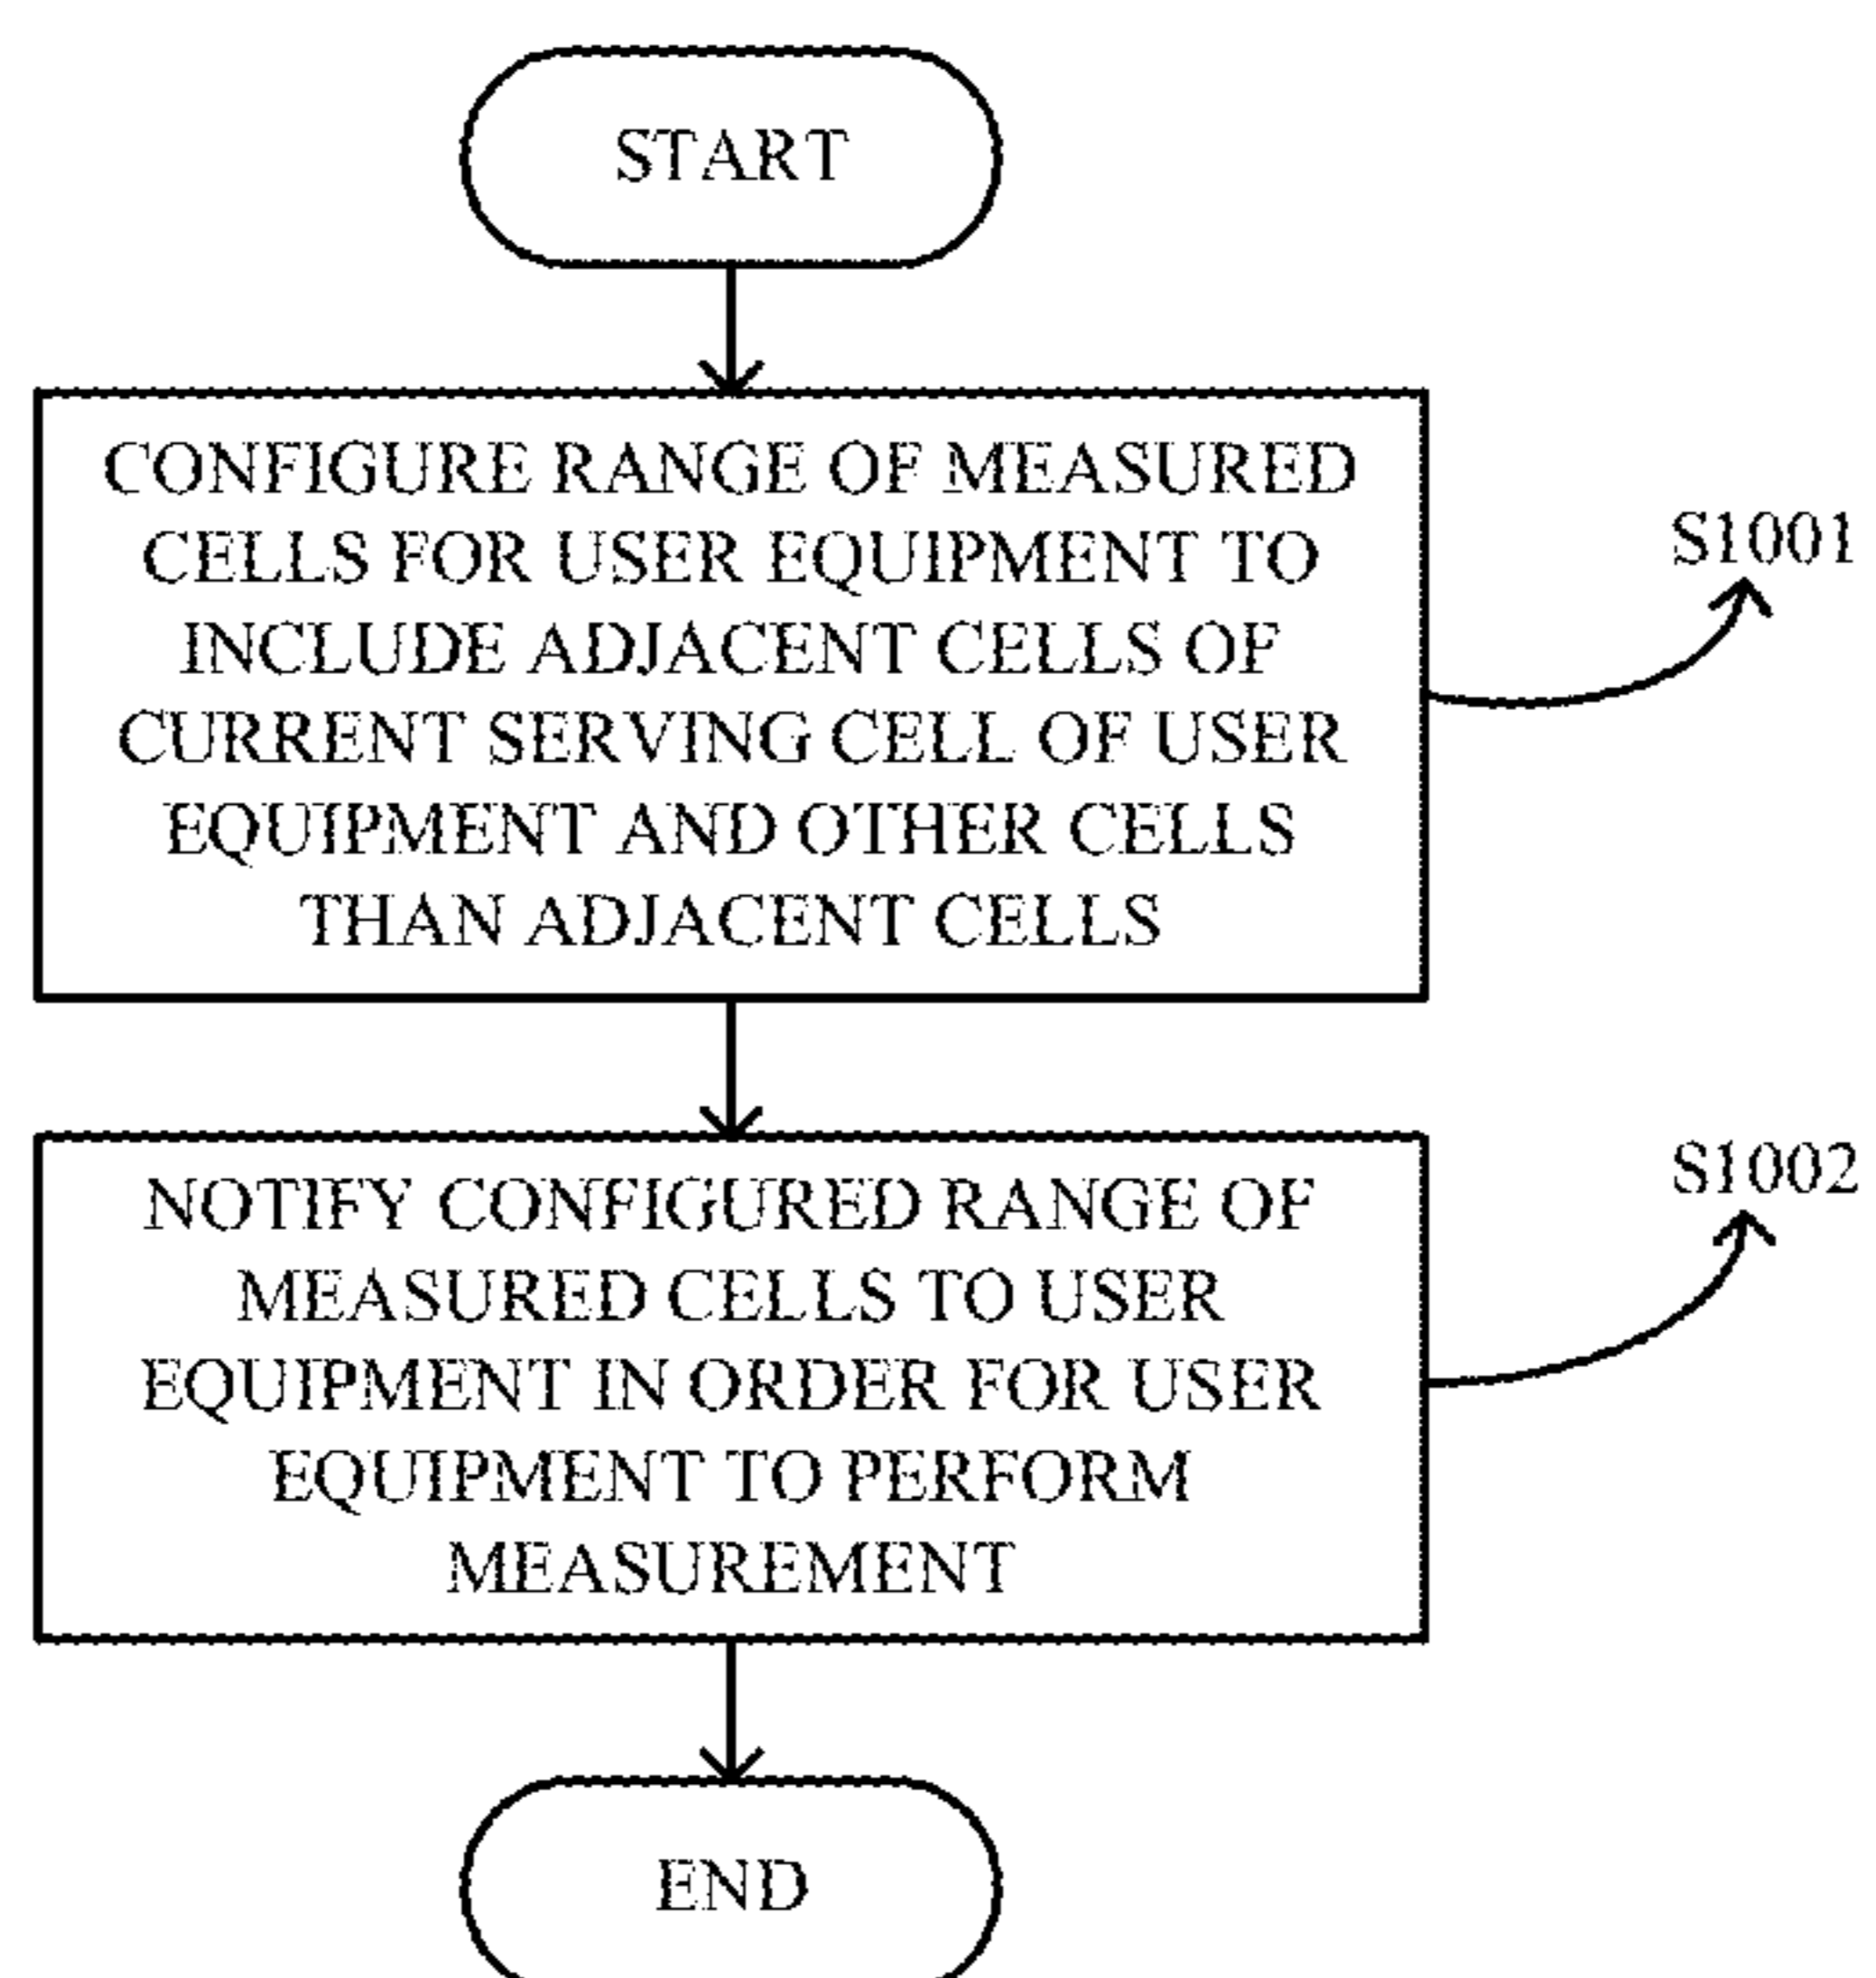 START
CONFIGURE RANGE OF MEASURED
CELLS FOR USER EQUIPMENT TO
INCLUDE ADJACENT CELLS OF
CURRENT SERVING CELL OF USER
EQUIPMENT AND OTHER CELLS
THAN ADJACENT CELLS
S1001
NOTIFY CONFIGURED RANGE OF
MEASURED CELLS TO USER
EQUIPMENT IN ORDER FOR USER
EQUIPMENT TO PERFORM
MEASUREMENT
S1002
END